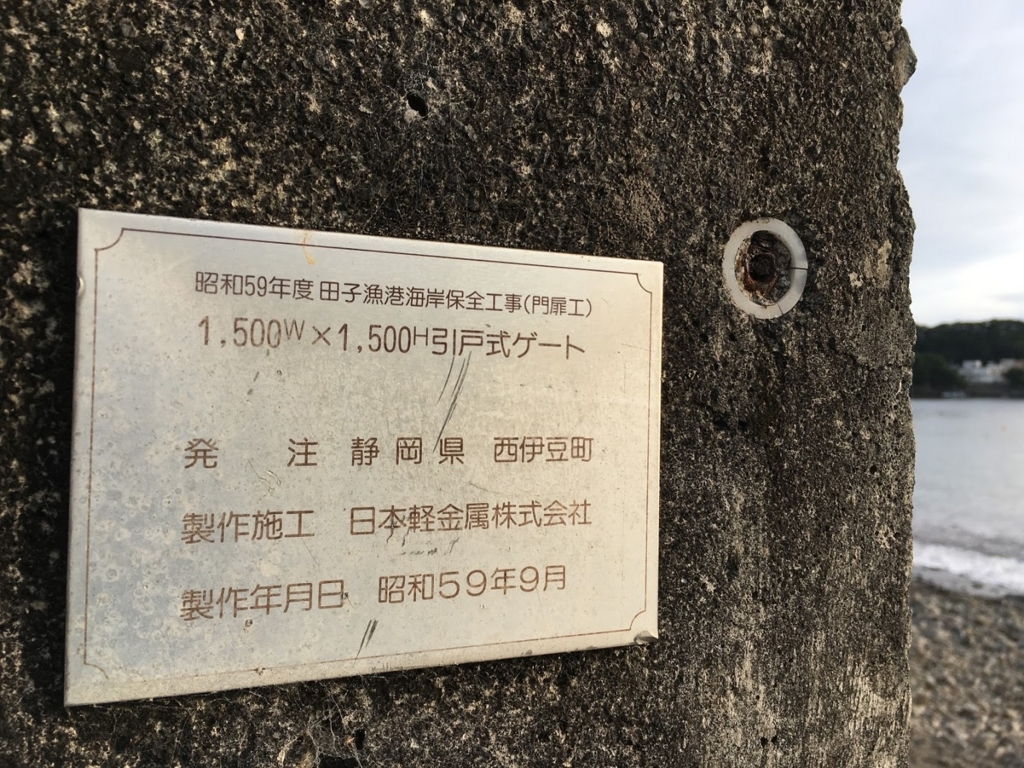 昭和59年度 田子漁港海岸保全工事(門扉工)
1,500W×1,500H引戸式ゲート
発 注 静岡県 西伊豆町
製作施工 日本軽金属株式会社
製作年月日 昭和59年9月